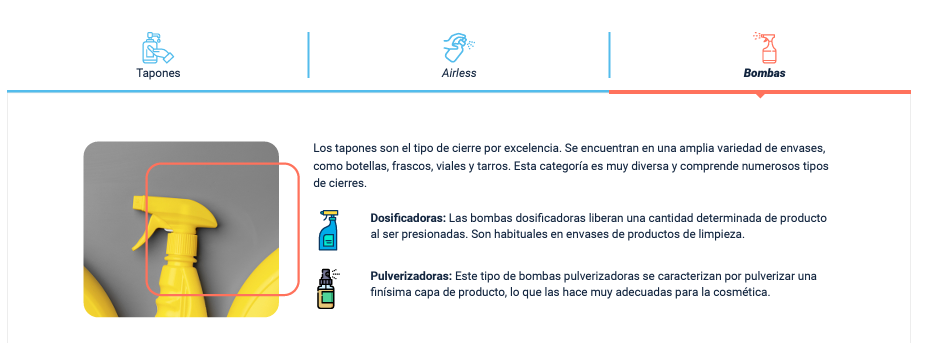 Tapones
Airless
Bombas
Los tapones son el tipo de cierre por excelencia. Se encuentran en una amplia variedad de envases,
como botellas, frascos, viales y tarros. Esta categoría es muy diversa y comprende numerosos tipos
de cierres.
Dosificadoras: Las bombas dosificadoras liberan una cantidad determinada de producto
al ser presionadas. Son habituales en envases de productos de limpieza.
Pulverizadoras: Este tipo de bombas pulverizadoras se caracterizan por pulverizar una
finísima capa de producto, lo que las hace muy adecuadas para la cosmética.